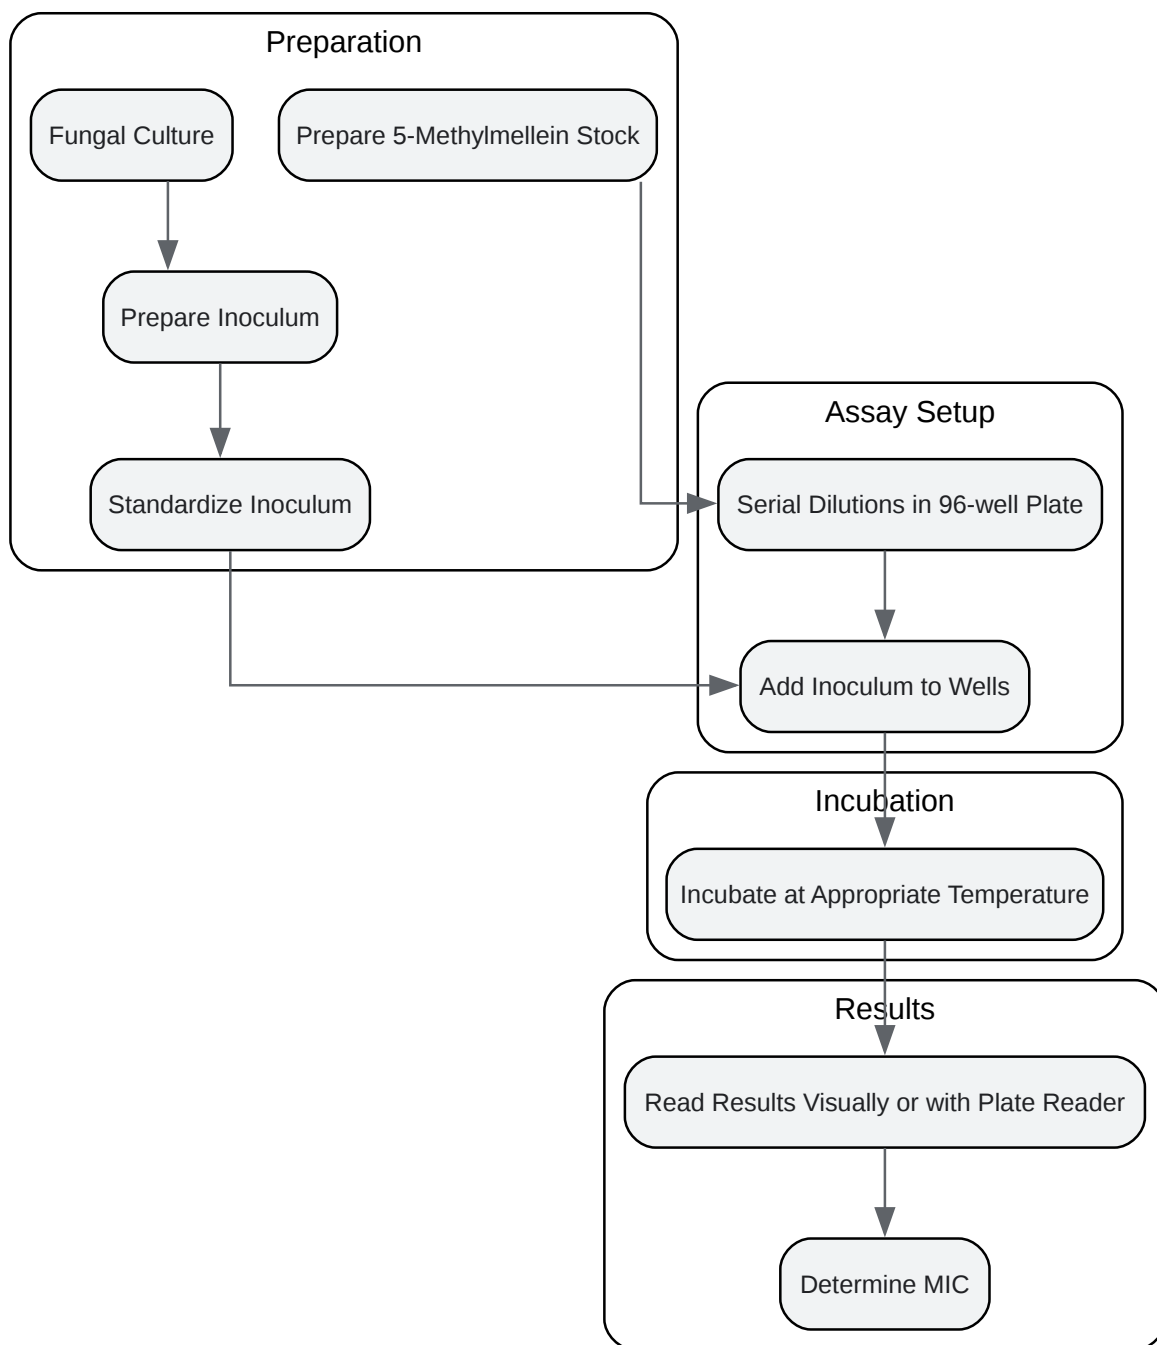 Preparation
Fungal Culture
Prepare 5-Methylmellein Stock
Prepare Inoculum
Standardize Inoculum
Assay Setup
Serial Dilutions in 96-well Plate
Add Inoculum to Wells
Incubation
Incubate at Appropriate Temperature
Results
Read Results Visually or with Plate Reader
Determine MIC